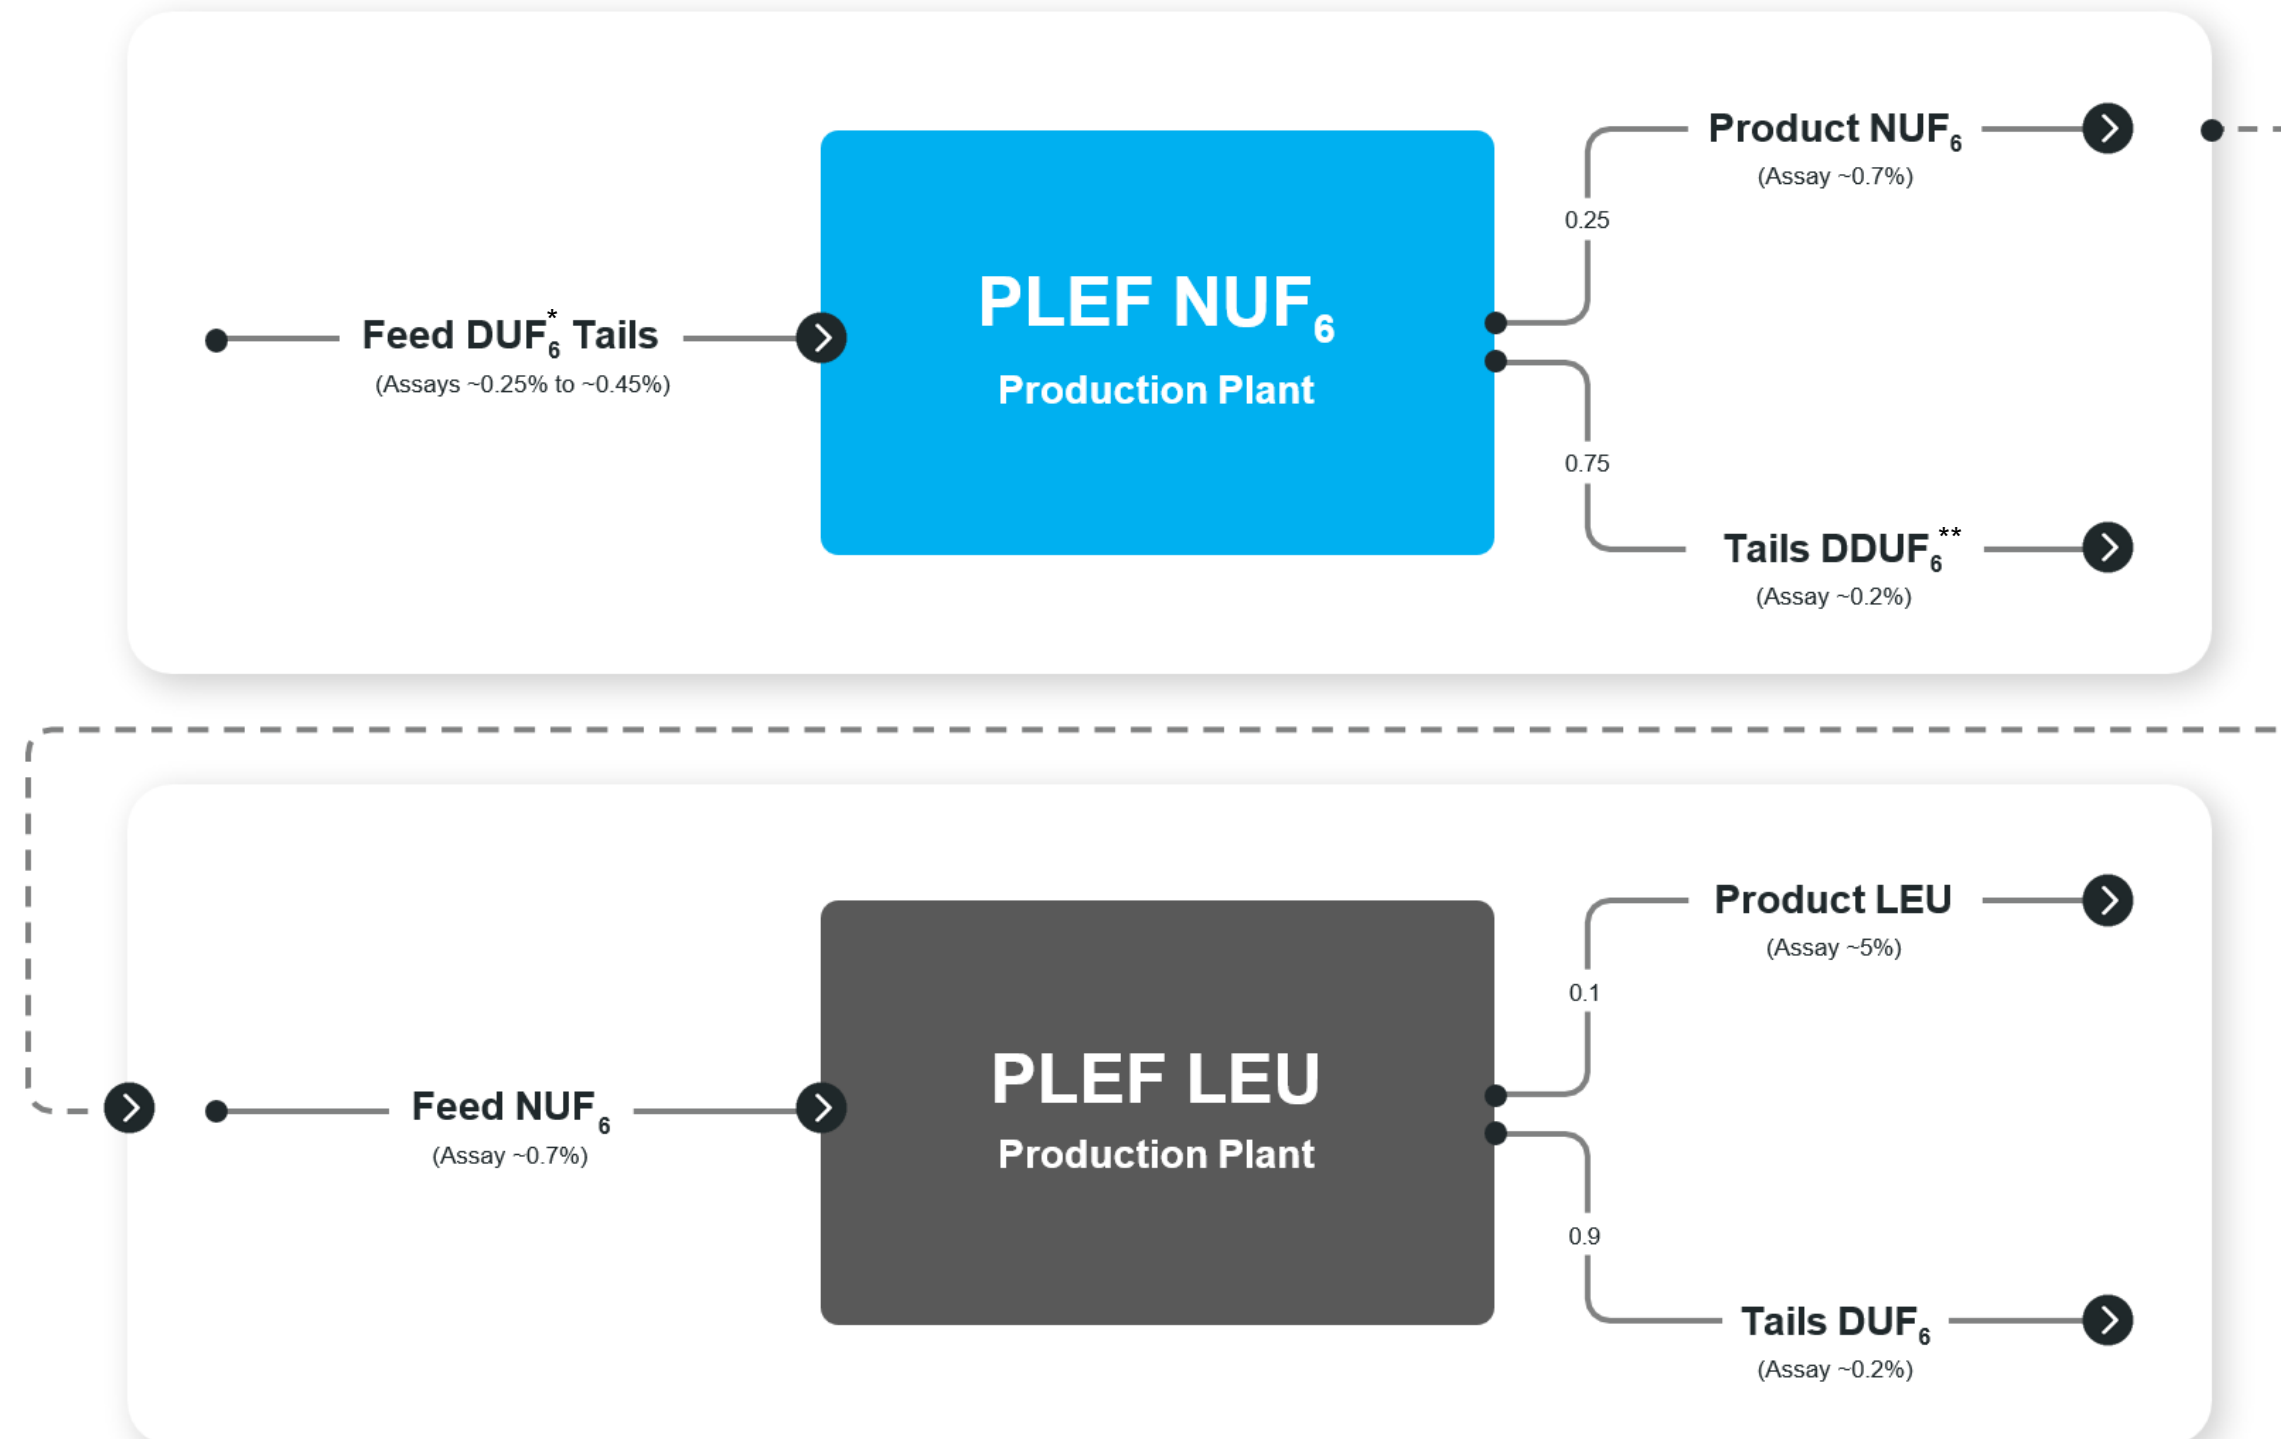 Product NUF₆
(Assay ~0.7%)
0.25
PLEF NUF₆
Production Plant
Feed DUF₆* Tails
(Assays ~0.25% to ~0.45%)
0.75
Tails DDUF₆**
(Assay ~0.2%)
Product LEU
(Assay ~5%)
0.1
PLEF LEU
Production Plant
Feed NUF₆
(Assay ~0.7%)
0.9
Tails DUF₆
(Assay ~0.2%)